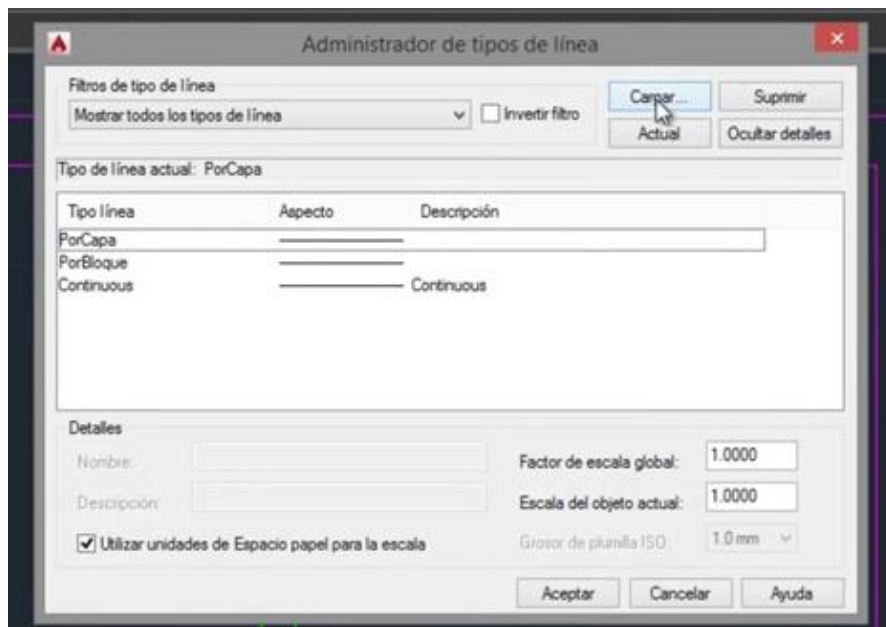 Administrador de tipos de línea
Filtros de tipo de línea
Mostrar todos los tipos de línea
Invertir filtro
Cargar...
Suprimir
Actual
Ocultar detalles
Tipo de línea actual: PorCapa
Tipo línea Aspecto Descripción
PorCapa
PorBloque
Continuous Continuous
Detalles
Nombre:
Factor de escala global: 1.0000
Descripción:
Escala del objeto actual: 1.0000
Utilizar unidades de Espacio papel para la escala
Grosor de plumilla ISO: 1.0 mm
Aceptar Cancelar Ayuda